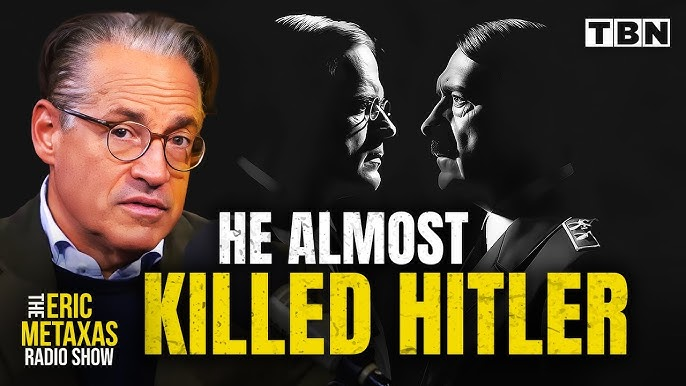 TBN
HE ALMOST
KILLED HITLER
THE
ERIC
METAXAS
RADIO SHOW